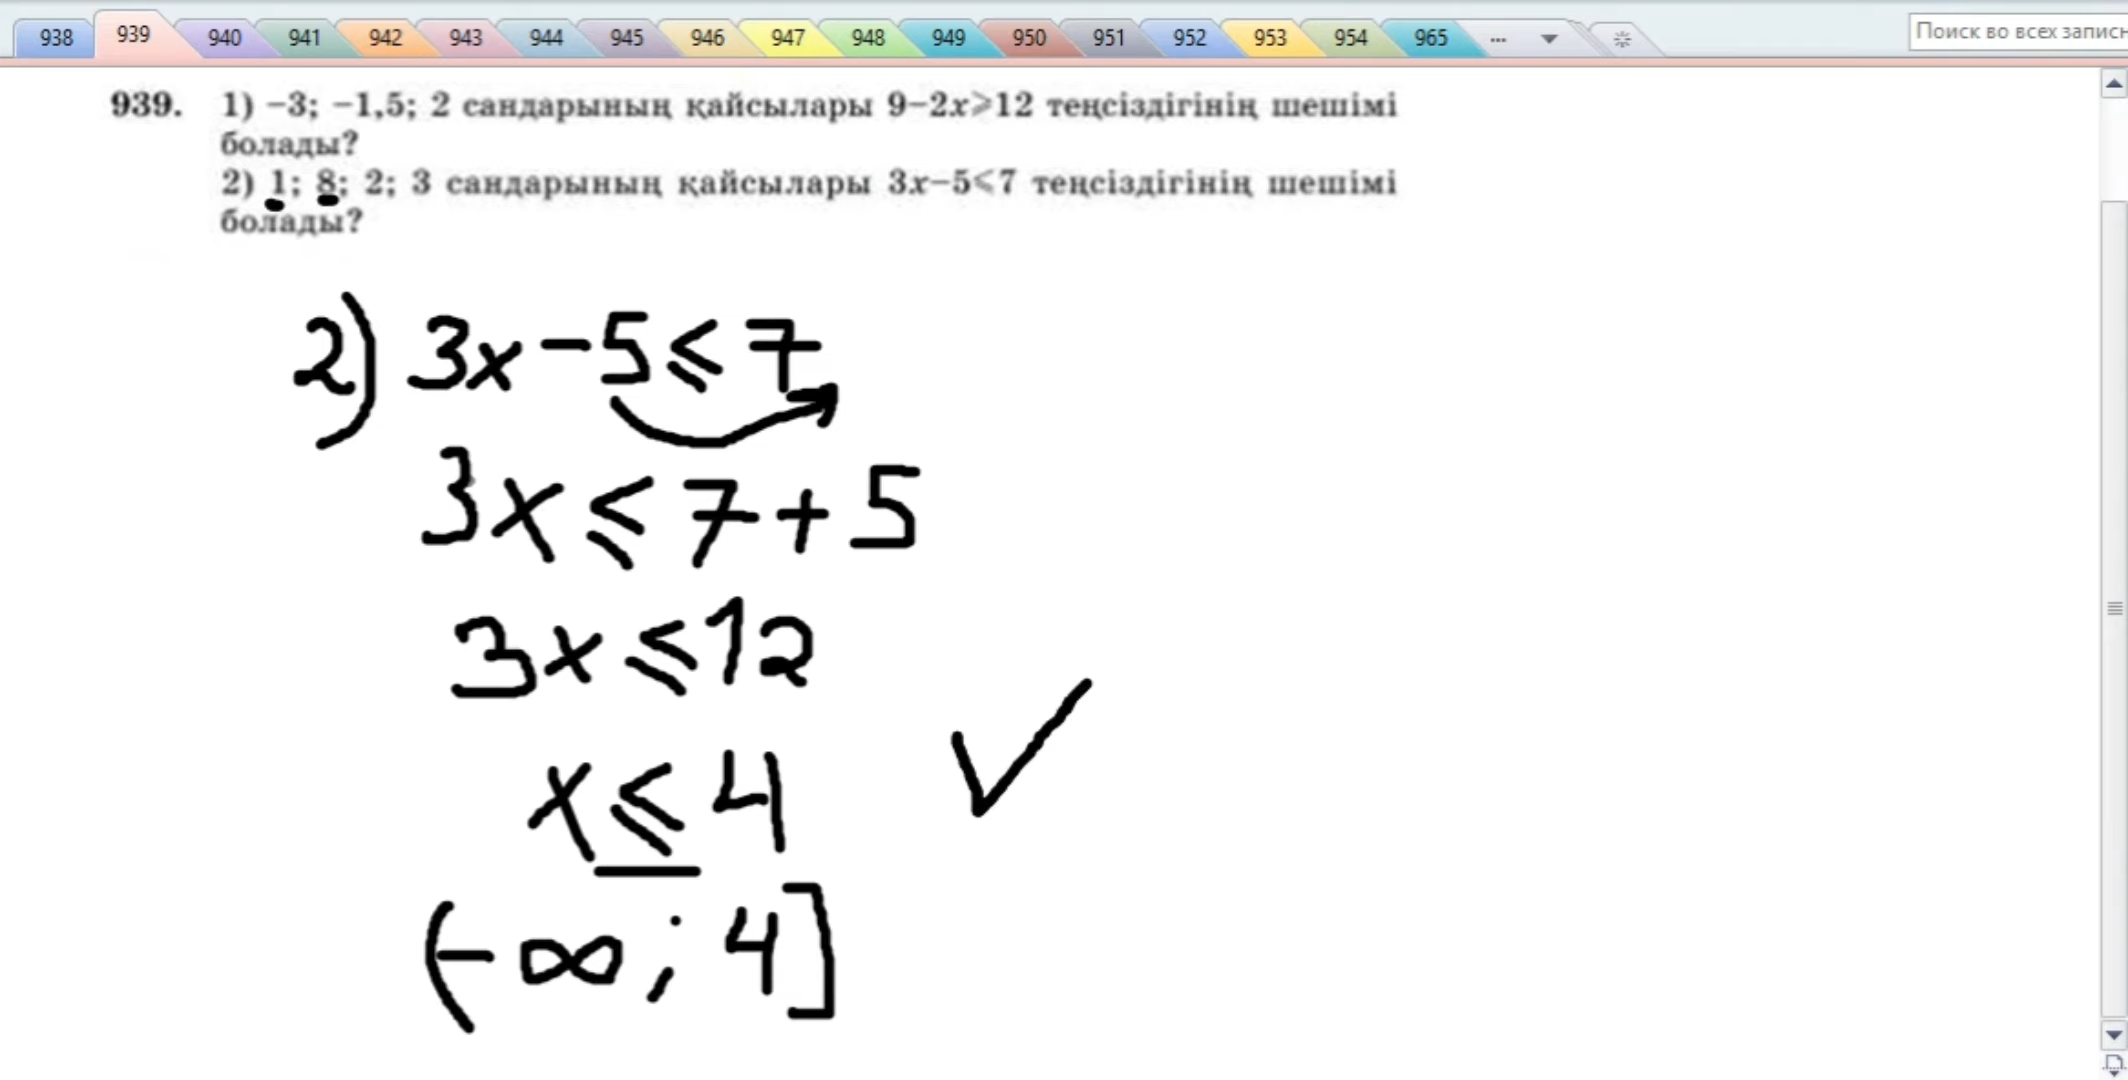 938 939 940 941 942 943 944 945 946 947 948 949 950 951 952 953 954 965 ...
Поиск во всех запис
939. 1) −3; −1,5; 2 сандарының қайсылары 9−2x⩾12 теңсіздігінің шешімі
болады?
2) 1; 8; 2; 3 сандарының қайсылары 3x−5⩽7 теңсіздігінің шешімі
болады?
2) 3x − 5 ⩽ 7
3x ⩽ 7 + 5
3x ⩽ 12
x ⩽ 4
(−∞; 4]